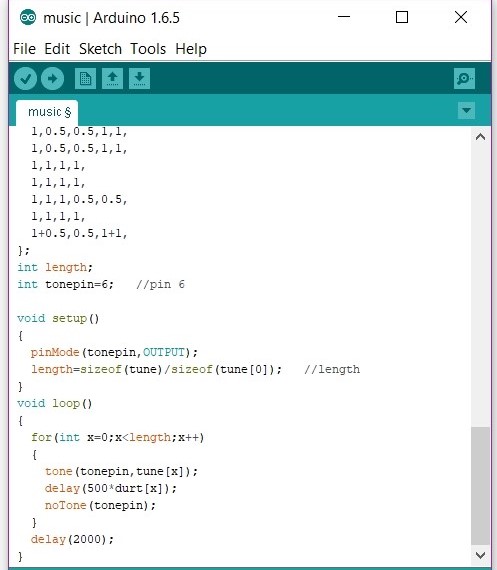 music | Arduino 1.6.5
File Edit Sketch Tools Help
music §
1,0.5,0.5,1,1,
1,0.5,0.5,1,1,
1,1,1,1,
1,1,1,1,
1,1,1,0.5,0.5,
1,1,1,1,
1+0.5,0.5,1+1,
};
int length;
int tonepin=6;   //pin 6
void setup()
{
pinMode(tonepin,OUTPUT);
length=sizeof(tune)/sizeof(tune[0]);   //length
}
void loop()
{
for(int x=0;x<length;x++)
{
tone(tonepin,tune[x]);
delay(500*durt[x]);
noTone(tonepin);
}
delay(2000);
}